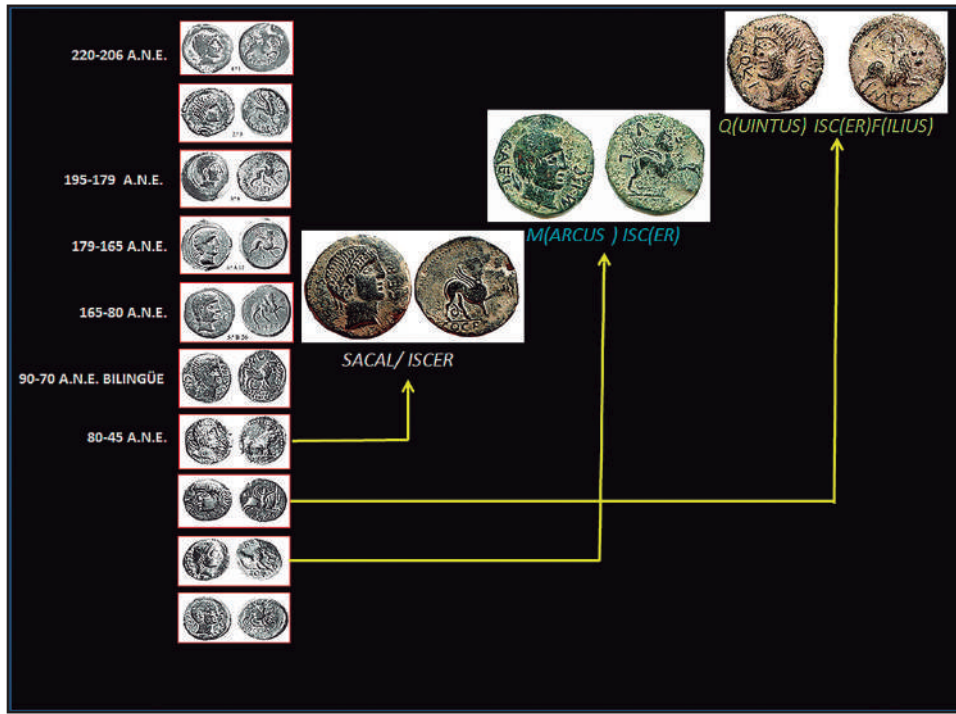 220-206 A.N.E.
195-179 A.N.E.
179-165 A.N.E.
165-80 A.N.E.
90-70 A.N.E. BILINGÜE
80-45 A.N.E.
SACAL/ ISCER
M(ARCUS ) ISC(ER)
Q(UINTUS) ISC(ER)F(ILIUS)